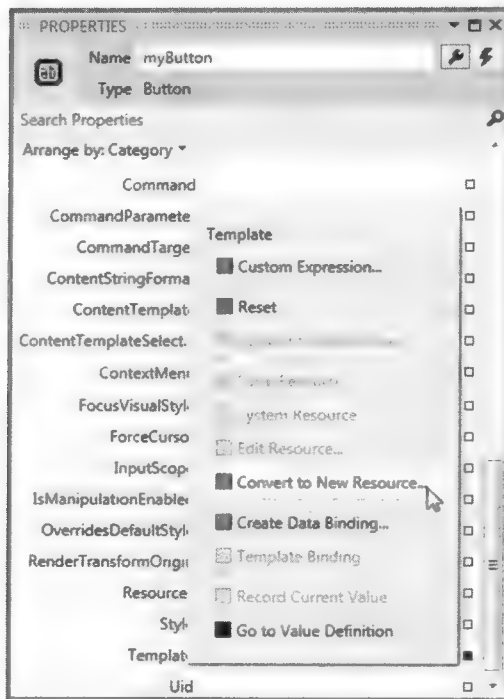 PROPERTIES
Name myButton
Type Button
Search Properties
Arrange by: Category
Command
CommandParamete
CommandTarge
ContentStringForma
ContentTemplat
ContentTemplateSelect.
ContextMen
FocusVisualStyl
ForceCurso
InputScop
IsManipulationEnable
OverridesDefaultStyl
RenderTransformOrigi
Resource
Styl
Templat
Uid
Template
Custom Expression...
Reset
ystem Resource
Edit Resource...
Convert to New Resource...
Create Data Binding...
Template Binding
Record Current Value
Go to Value Definition